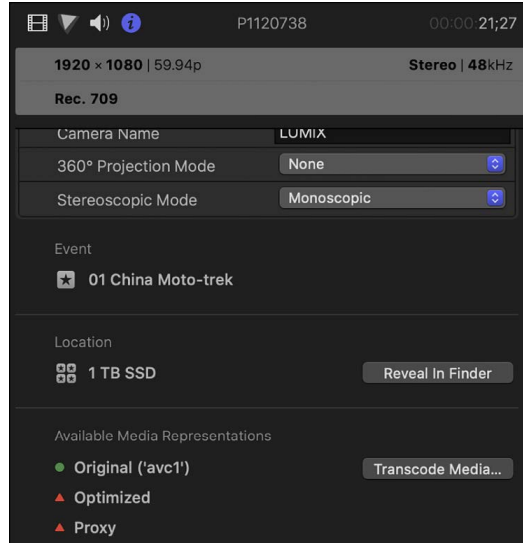 P1120738 00:00:21;27
1920 × 1080 | 59.94p Stereo | 48kHz
Rec. 709
Camera Name LUMIX
360° Projection Mode None
Stereoscopic Mode Monoscopic
Event
01 China Moto-trek
Location
1 TB SSD Reveal In Finder
Available Media Representations
Original ('avc1') Transcode Media...
Optimized
Proxy